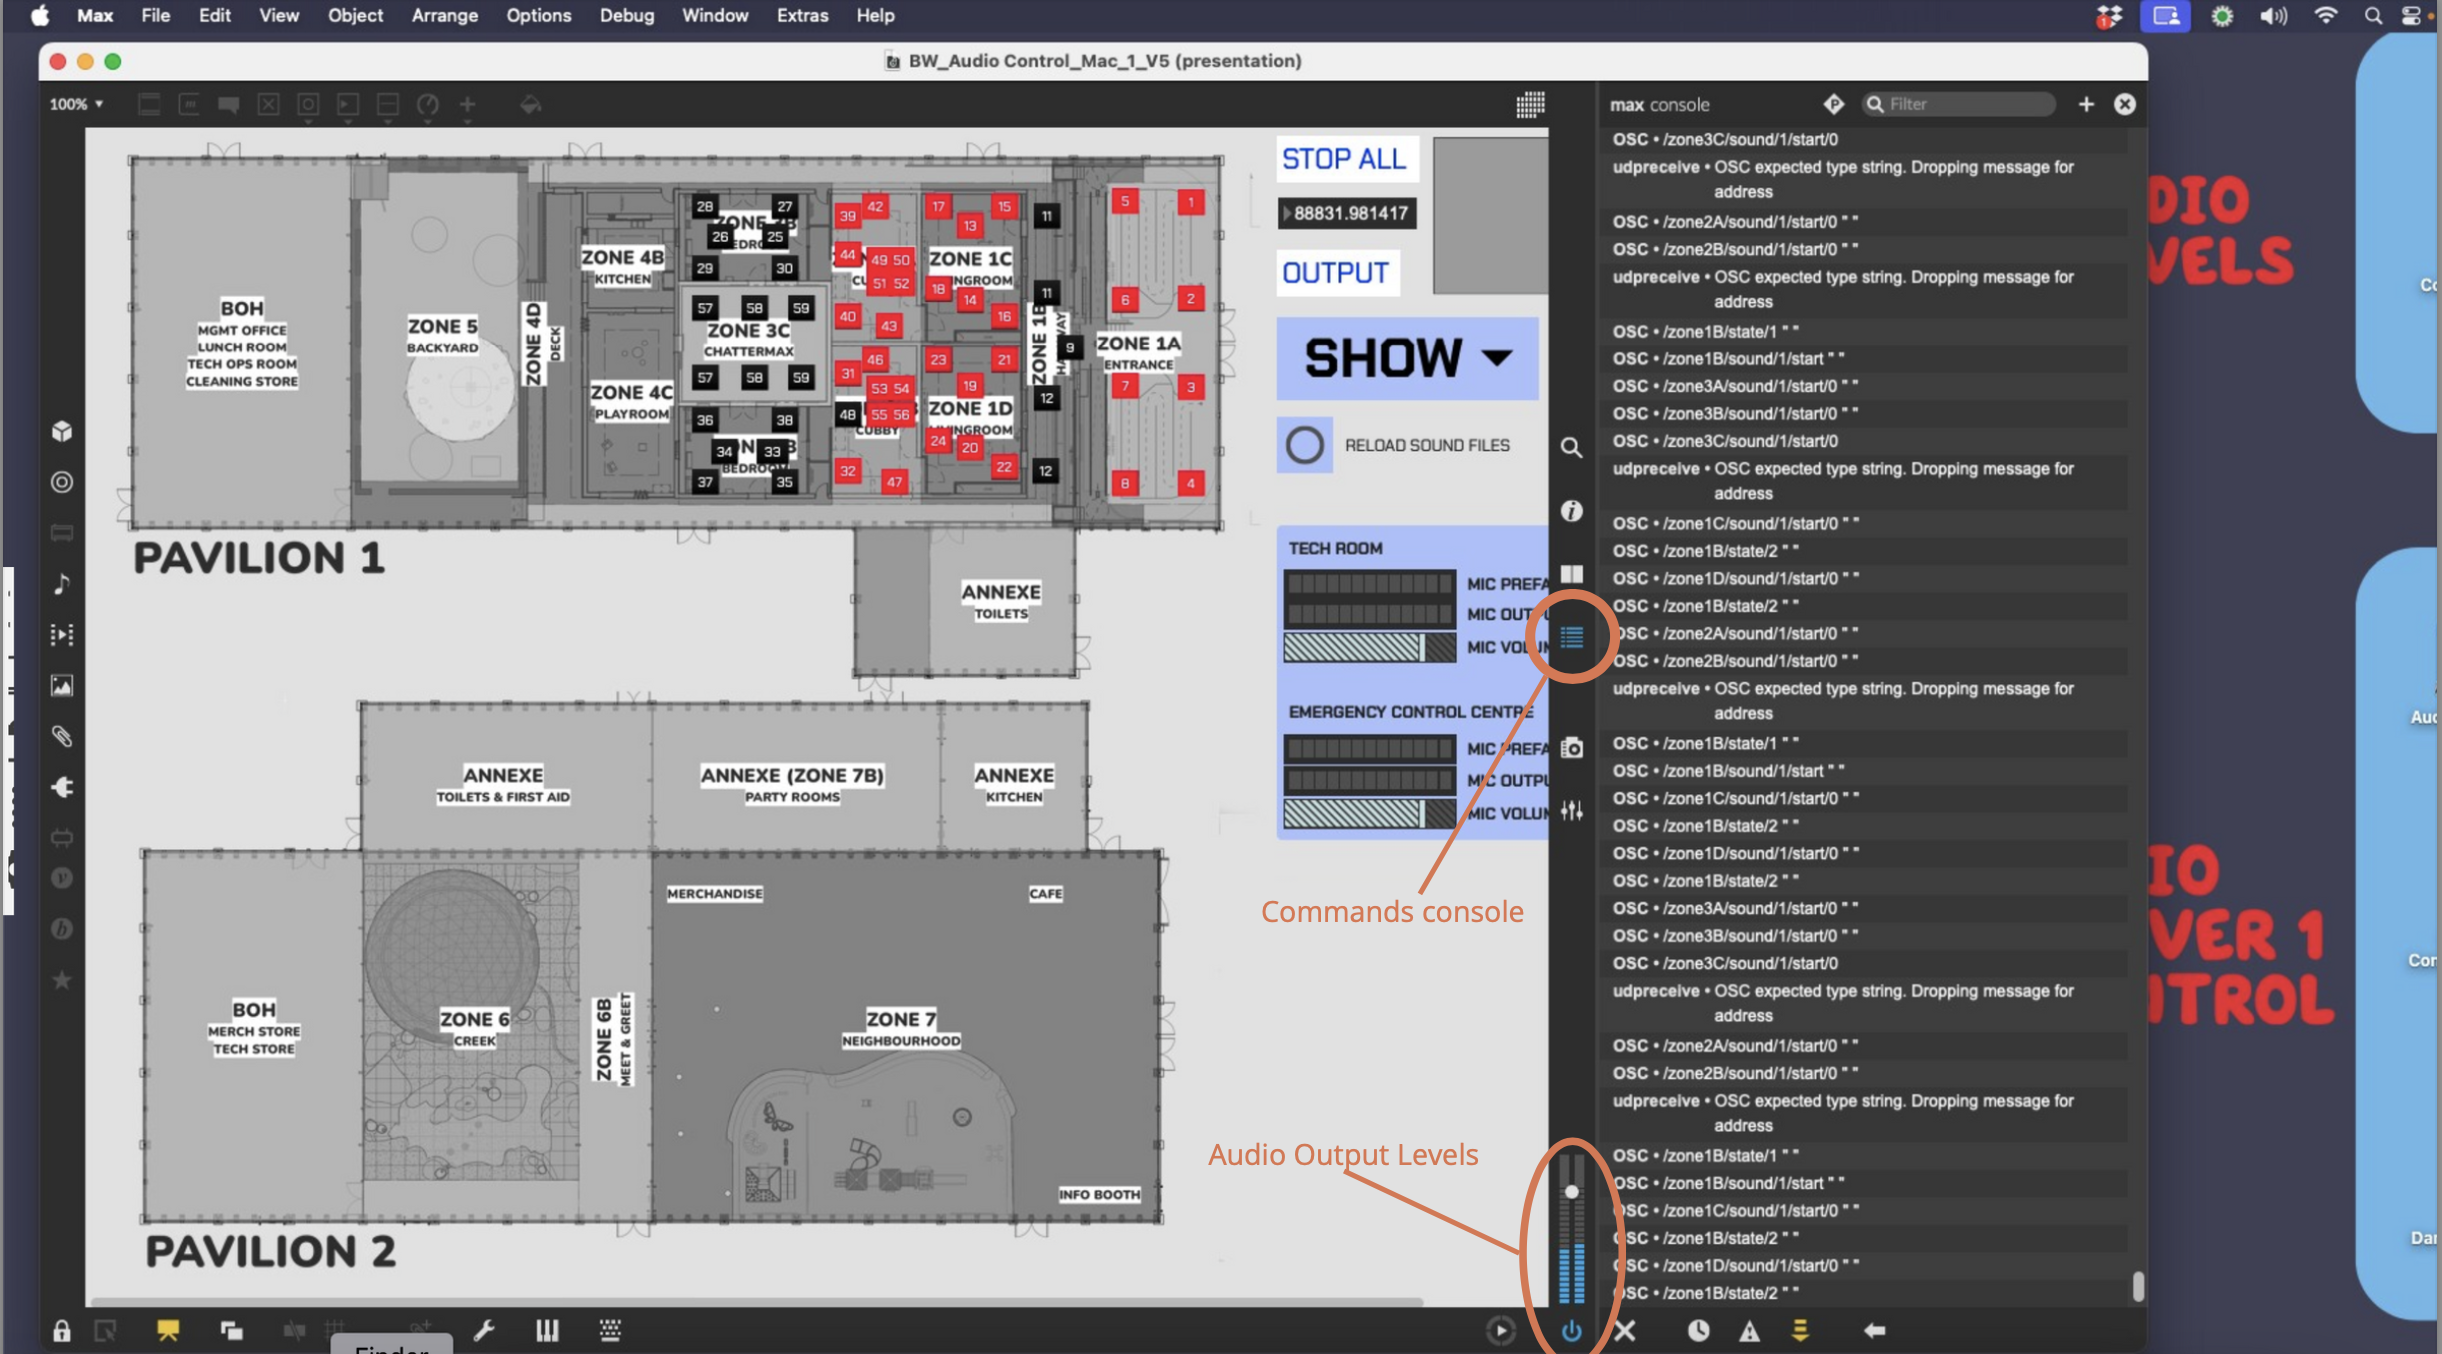 Max File Edit View Object Arrange Options Debug Window Extras Help
BW_Audio Control_Mac_1_V5 (presentation)
100%
max console
Filter
28 27
26 25
29 30
57 58 59
57 58 59
36 38
34 33
37 35
39 42
44 49 50
51 52
40 43
46
31 53 54
48 55 56
32 47
17 15
13
18 14
16
23 21
19
24 20
22
11
11
9
12
12
5 1
6 2
7 3
8 4
BOH
MGMT OFFICE
LUNCH ROOM
TECH OPS ROOM
CLEANING STORE
ZONE 5
BACKYARD
ZONE 4D
DECK
ZONE 4B
KITCHEN
ZONE 4C
PLAYROOM
ZONE 3C
CHATTERMAX
BEDROOM
CUBBY
ZONE 1C
ZONE 1D
ZONE 1B
ZONE 1A
ENTRANCE
PAVILION 1
ANNEXE
TOILETS
STOP ALL
88831.981417
OUTPUT
SHOW
RELOAD SOUND FILES
TECH ROOM
MIC PREFA
MIC OUTP
MIC VOLUM
EMERGENCY CONTROL CENTRE
MIC PREFA
MIC OUTPU
MIC VOLUM
Commands console
Audio Output Levels
ANNEXE
TOILETS & FIRST AID
ANNEXE (ZONE 7B)
PARTY ROOMS
ANNEXE
KITCHEN
MERCHANDISE
CAFE
BOH
MERCH STORE
TECH STORE
ZONE 6
CREEK
ZONE 6B
MEET & GREET
ZONE 7
NEIGHBOURHOOD
INFO BOOTH
PAVILION 2
OSC • /zone3C/sound/1/start/0
udpreceive • OSC expected type string. Dropping message for
address
OSC • /zone2A/sound/1/start/0 " "
OSC • /zone2B/sound/1/start/0 " "
udpreceive • OSC expected type string. Dropping message for
address
OSC • /zone1B/state/1 " "
OSC • /zone1B/sound/1/start " "
OSC • /zone3A/sound/1/start/0 " "
OSC • /zone3B/sound/1/start/0 " "
OSC • /zone3C/sound/1/start/0
udpreceive • OSC expected type string. Dropping message for
address
OSC • /zone1C/sound/1/start/0 " "
OSC • /zone1B/state/2 " "
OSC • /zone1D/sound/1/start/0 " "
OSC • /zone1B/state/2 " "
OSC • /zone2A/sound/1/start/0 " "
OSC • /zone2B/sound/1/start/0 " "
udpreceive • OSC expected type string. Dropping message for
address
OSC • /zone1B/state/1 " "
OSC • /zone1B/sound/1/start " "
OSC • /zone1C/sound/1/start/0 " "
OSC • /zone1B/state/2 " "
OSC • /zone1D/sound/1/start/0 " "
OSC • /zone1B/state/2 " "
OSC • /zone3A/sound/1/start/0 " "
OSC • /zone3B/sound/1/start/0 " "
OSC • /zone3C/sound/1/start/0
udpreceive • OSC expected type string. Dropping message for
address
OSC • /zone2A/sound/1/start/0 " "
OSC • /zone2B/sound/1/start/0 " "
udpreceive • OSC expected type string. Dropping message for
address
OSC • /zone1B/state/1 " "
OSC • /zone1B/sound/1/start " "
OSC • /zone1C/sound/1/start/0 " "
OSC • /zone1B/state/2 " "
OSC • /zone1D/sound/1/start/0 " "
OSC • /zone1B/state/2 " "
DIO
VELS
IO
VER 1
TROL
Aud
Con
Dan
Finder